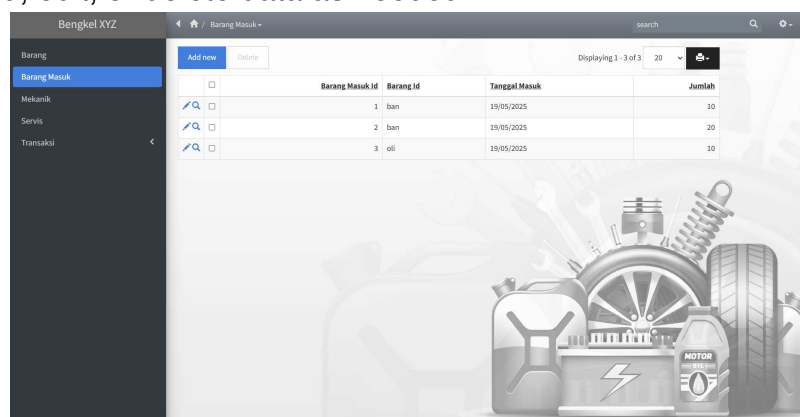 Bengkel XYZ
/ Barang Masuk
search
Barang
Barang Masuk
Mekanik
Servis
Transaksi
Add new
Delete
Displaying 1 - 3 of 3
20
Barang Masuk Id Barang Id Tanggal Masuk Jumlah
1 ban 19/05/2025 10
2 ban 19/05/2025 20
3 oli 19/05/2025 10
MOTOR
OIL